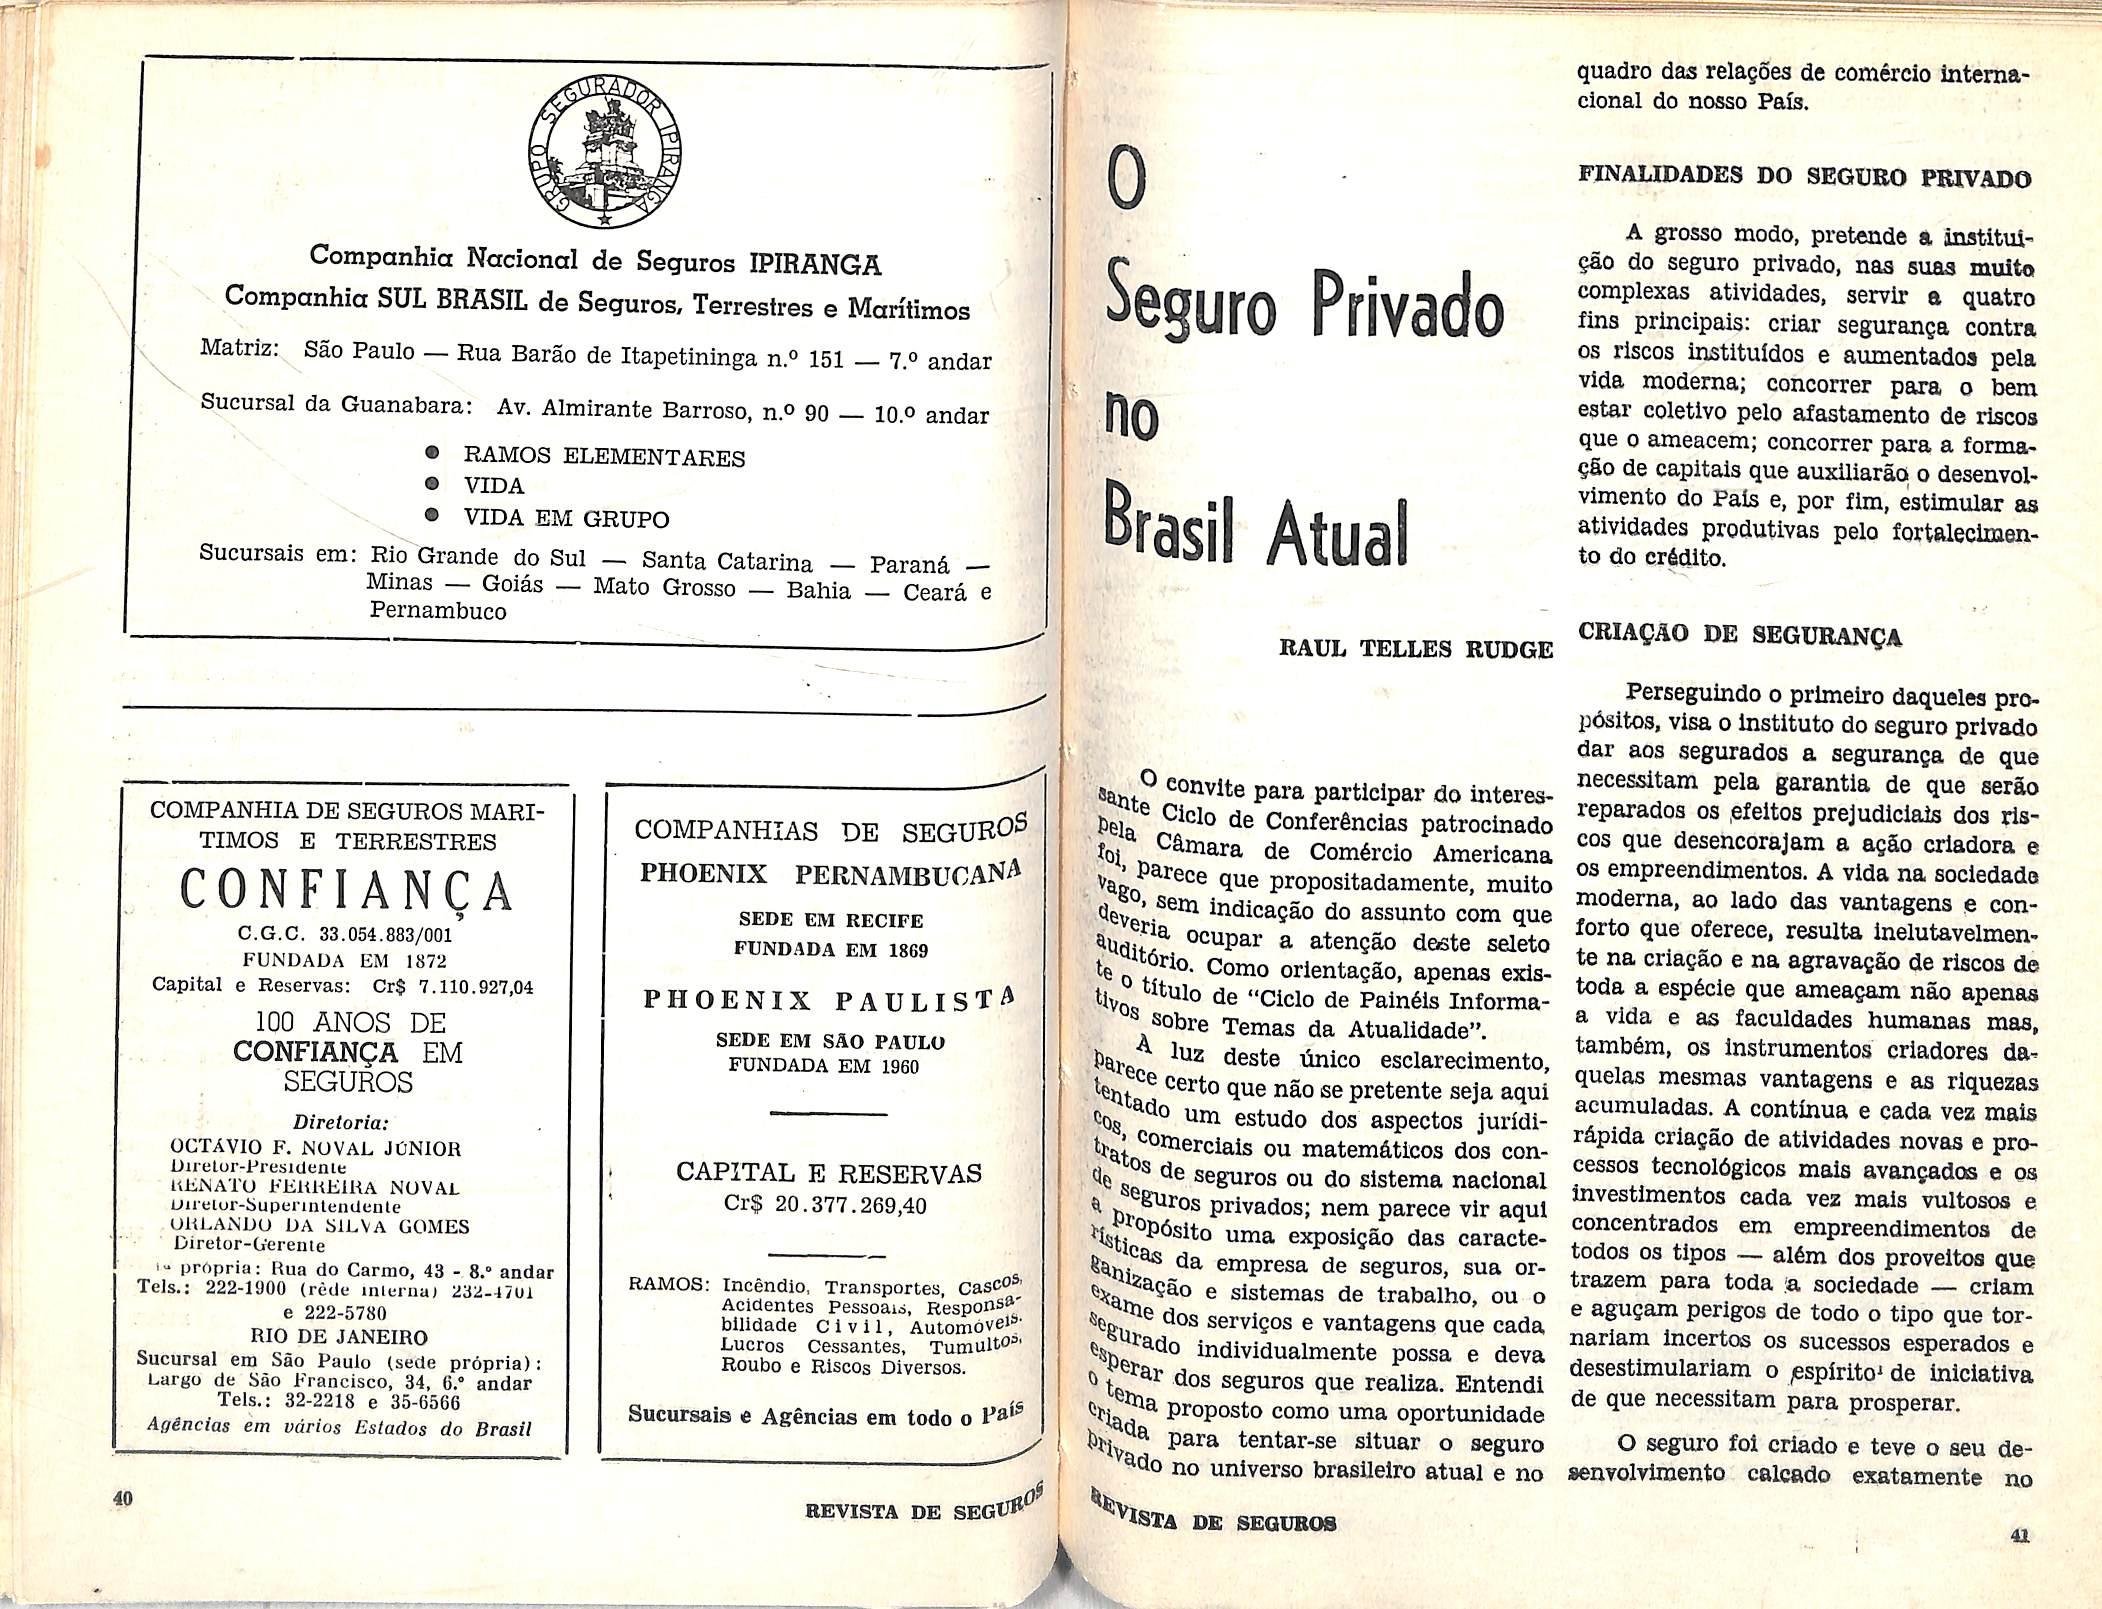 GRUPO SEGURADOR IPIRANGA
Companhia Nacional de Seguros IPIRANGA
Companhia SUL BRASIL de Seguros, Terrestres e Marítimos
Matriz: São Paulo — Rua Barão de Itapetininga n.º 151 — 7.º andar
Sucursal da Guanabara: Av. Almirante Barroso, n.º 90 — 10.º andar
● RAMOS ELEMENTARES
● VIDA
● VIDA EM GRUPO
Sucursais em: Rio Grande do Sul — Santa Catarina — Paraná —
Minas — Goiás — Mato Grosso — Bahia — Ceará e
Pernambuco
COMPANHIA DE SEGUROS MARI-
TIMOS E TERRESTRES
CONFIANÇA
C.G.C. 33.054.883/001
FUNDADA EM 1872
Capital e Reservas: Cr$ 7.110.927,04
100 ANOS DE
CONFIANÇA EM
SEGUROS
Diretoria:
OCTÁVIO F. NOVAL JÚNIOR
Diretor-Presidente
RENATO FERREIRA NOVAL
Diretor-Superintendente
ORLANDO DA SILVA GOMES
Diretor-Gerente
própria: Rua do Carmo, 43 - 8.º andar
Tels.: 222-1900 (rêde interna) 232-4701
e 222-5780
RIO DE JANEIRO
Sucursal em São Paulo (sede própria):
Largo de São Francisco, 34, 6.º andar
Tels.: 32-2218 e 35-6566
Agências em vários Estados do Brasil
COMPANHIAS DE SEGUROS
PHOENIX PERNAMBUCANA
SEDE EM RECIFE
FUNDADA EM 1869
PHOENIX PAULISTA
SEDE EM SÃO PAULO
FUNDADA EM 1960
CAPITAL E RESERVAS
Cr$ 20.377.269,40
RAMOS: Incêndio, Transportes, Cascos,
Acidentes Pessoais, Responsa-
bilidade Civil, Automóveis,
Lucros Cessantes, Tumultos,
Roubo e Riscos Diversos.
Sucursais e Agências em todo o País
40
REVISTA DE SEGUROS
O
Seguro Privado
no
Brasil Atual
RAUL TELLES RUDGE
O convite para participar do interes-
sante Ciclo de Conferências patrocinado
pela Câmara de Comércio Americana
foi, parece que propositadamente, muito
vago, sem indicação do assunto com que
deveria ocupar a atenção deste seleto
auditório. Como orientação, apenas exis-
te o título de "Ciclo de Painéis Informa-
tivos sobre Temas da Atualidade".
A luz deste único esclarecimento,
parece certo que não se pretente seja aqui
tentado um estudo dos aspectos jurídi-
cos, comerciais ou matemáticos dos con-
tratos de seguros ou do sistema nacional
de seguros privados; nem parece vir aqui
a propósito uma exposição das caracte-
rísticas da empresa de seguros, sua or-
ganização e sistemas de trabalho, ou o
exame dos serviços e vantagens que cada
segurado individualmente possa e deva
esperar dos seguros que realiza. Entendi
o tema proposto como uma oportunidade
criada para tentar-se situar o seguro
privado no universo brasileiro atual e no
quadro das relações de comércio interna-
cional do nosso País.
FINALIDADES DO SEGURO PRIVADO
A grosso modo, pretende a institui-
ção do seguro privado, nas suas muito
complexas atividades, servir a quatro
fins principais: criar segurança contra
os riscos instituídos e aumentados pela
vida moderna; concorrer para o bem
estar coletivo pelo afastamento de riscos
que o ameacem; concorrer para a forma-
ção de capitais que auxiliarão o desenvol-
vimento do País e, por fim, estimular as
atividades produtivas pelo fortalecimen-
to do crédito.
CRIAÇÃO DE SEGURANÇA
Perseguindo o primeiro daqueles pro-
pósitos, visa o instituto do seguro privado
dar aos segurados a segurança de que
necessitam pela garantia de que serão
reparados os efeitos prejudiciais dos ris-
cos que desencorajam a ação criadora e
os empreendimentos. A vida na sociedade
moderna, ao lado das vantagens e con-
forto que oferece, resulta inelutavelmen-
te na criação e na agravação de riscos de
toda a espécie que ameaçam não apenas
a vida e as faculdades humanas mas,
também, os instrumentos criadores da-
quelas mesmas vantagens e as riquezas
acumuladas. A contínua e cada vez mais
rápida criação de atividades novas e pro-
cessos tecnológicos mais avançados e os
investimentos cada vez mais vultosos e
concentrados em empreendimentos de
todos os tipos — além dos proveitos que
trazem para toda a sociedade — criam
e aguçam perigos de todo o tipo que tor-
nariam incertos os sucessos esperados e
desestimulariam o espírito de iniciativa
de que necessitam para prosperar.
O seguro foi criado e teve o seu de-
senvolvimento calcado exatamente no
REVISTA DE SEGUROS
41